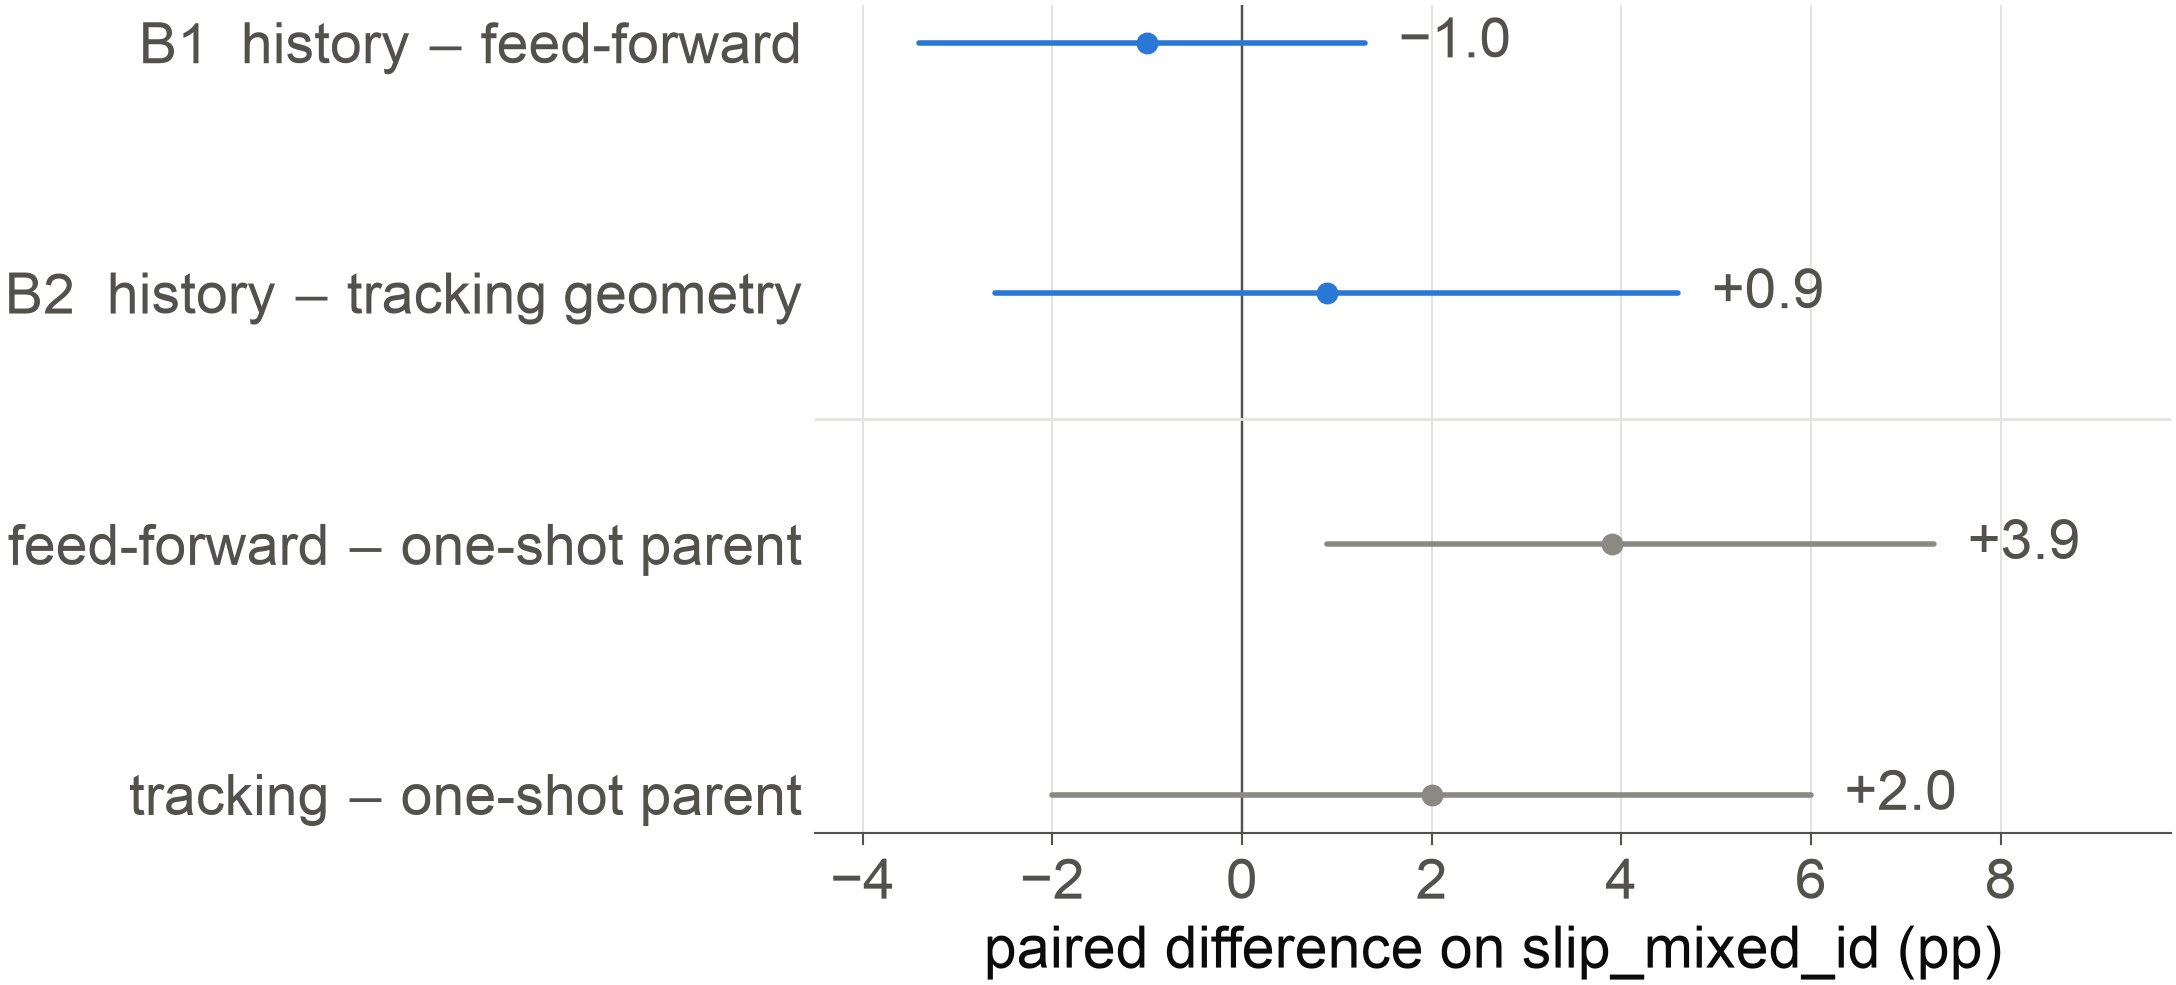 B1 history – feed-forward −1.0
B2 history – tracking geometry +0.9
feed-forward – one-shot parent +3.9
tracking – one-shot parent +2.0
−4 −2 0 2 4 6 8
paired difference on slip_mixed_id (pp)